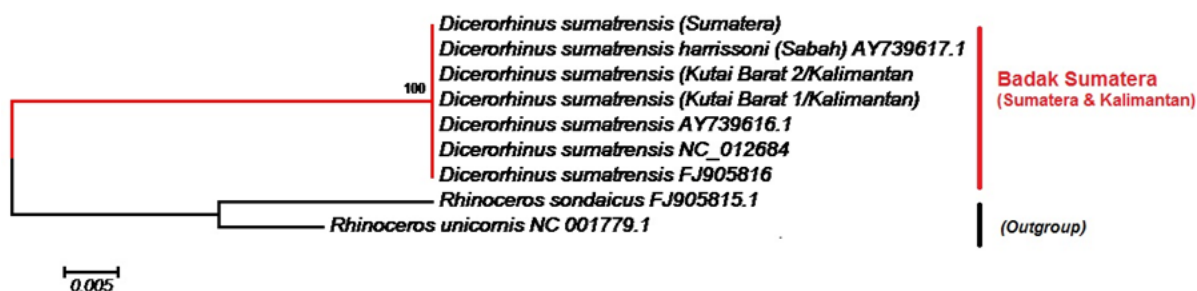 Dicerorhinus sumatrensis (Sumatera)
Dicerorhinus sumatrensis harrissoni (Sabah) AY739617.1
Dicerorhinus sumatrensis (Kutai Barat 2/Kalimantan
Dicerorhinus sumatrensis (Kutai Barat 1/Kalimantan)
Dicerorhinus sumatrensis AY739616.1
Dicerorhinus sumatrensis NC_012684
Dicerorhinus sumatrensis FJ905816
Rhinoceros sondaicus FJ905815.1
Rhinoceros unicornis NC 001779.1
100
0.005
Badak Sumatera
(Sumatera & Kalimantan)
(Outgroup)